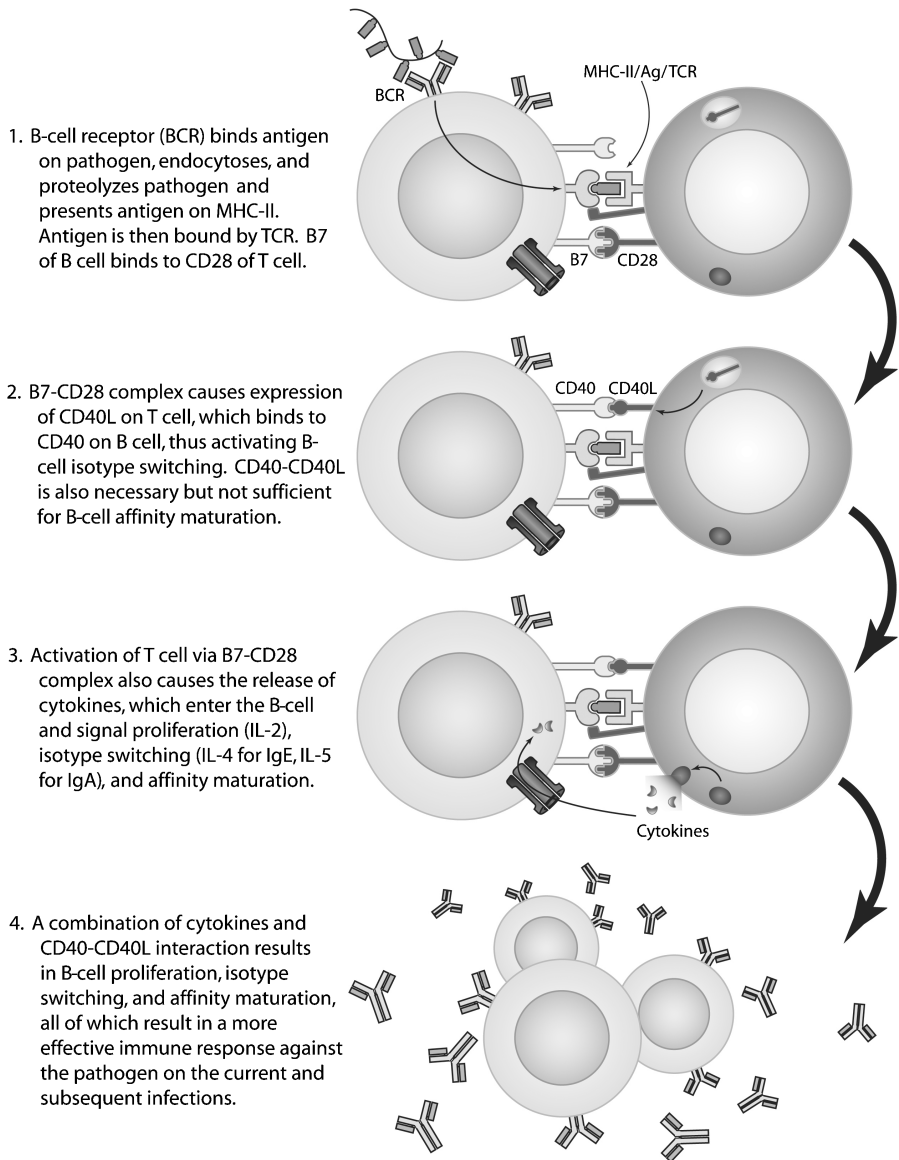 BCR
MHC-II/Ag/TCR
1. B-cell receptor (BCR) binds antigen
on pathogen, endocytoses, and
proteolyzes pathogen and
presents antigen on MHC-II.
Antigen is then bound by TCR. B7
of B cell binds to CD28 of T cell.
B7
CD28
2. B7-CD28 complex causes expression
of CD40L on T cell, which binds to
CD40 on B cell, thus activating B-
cell isotype switching. CD40-CD40L
is also necessary but not sufficient
for B-cell affinity maturation.
CD40
CD40L
3. Activation of T cell via B7-CD28
complex also causes the release of
cytokines, which enter the B-cell
and signal proliferation (IL-2),
isotype switching (IL-4 for IgE, IL-5
for IgA), and affinity maturation.
Cytokines
4. A combination of cytokines and
CD40-CD40L interaction results
in B-cell proliferation, isotype
switching, and affinity maturation,
all of which result in a more
effective immune response against
the pathogen on the current and
subsequent infections.